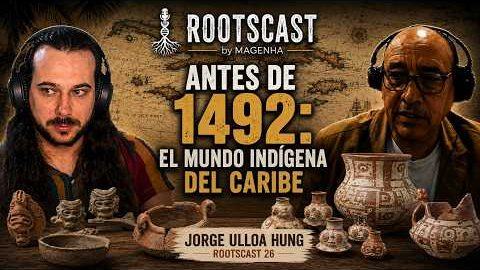 ROOTSCAST
by MAGENHA
ANTES DE
1492:
EL MUNDO INDÍGENA
DEL CARIBE
JORGE ULLOA HUNG
ROOTSCAST 26